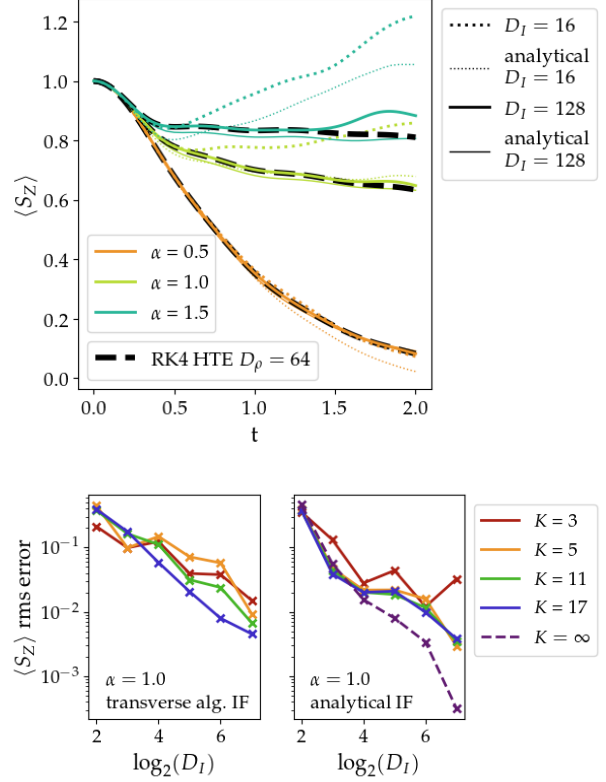 1.2
1.0
0.8
0.6
0.4
0.2
0.0
⟨S_Z⟩
α = 0.5
α = 1.0
α = 1.5
RK4 HTE D_ρ = 64
0.0 0.5 1.0 1.5 2.0
t
D_I = 16
analytical
D_I = 16
D_I = 128
analytical
D_I = 128
⟨S_Z⟩ rms error
10^{-1}
10^{-2}
10^{-3}
α = 1.0
transverse alg. IF
2 4 6
log_2(D_I)
α = 1.0
analytical IF
2 4 6
log_2(D_I)
K = 3
K = 5
K = 11
K = 17
K = ∞